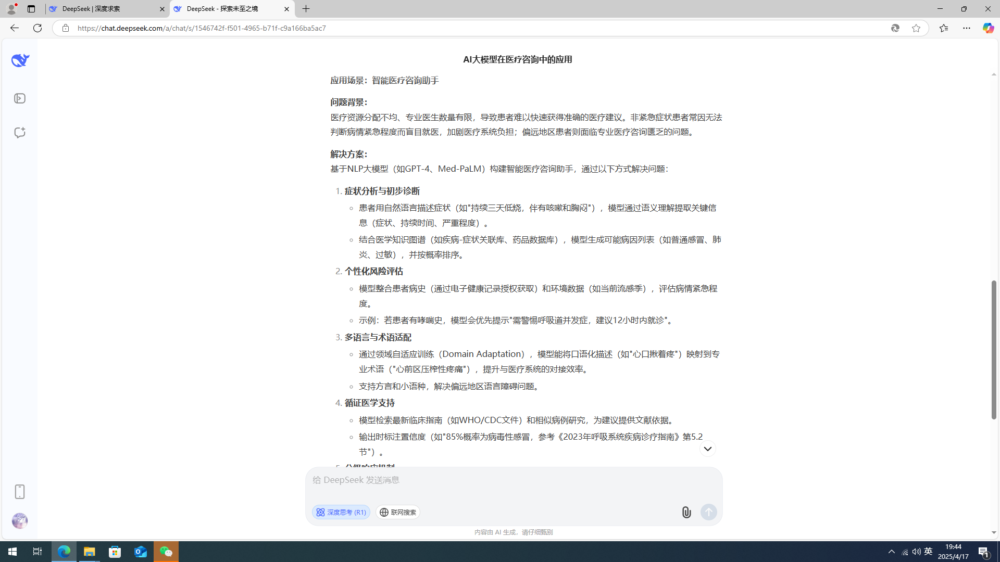 DeepSeek | 深度求索
DeepSeek - 探索未至之境
https://chat.deepseek.com/a/chat/s/1546742f-f501-4965-b71f-c9a166ba5ac7
AI大模型在医疗咨询中的应用
应用场景：智能医疗咨询助手
问题背景：
医疗资源分配不均、专业医生数量有限，导致患者难以快速获得准确的医疗建议。非紧急症状患者常因无法
判断病情紧急程度而盲目就医，加剧医疗系统负担；偏远地区患者则面临专业医疗咨询匮乏的问题。
解决方案：
基于NLP大模型（如GPT-4、Med-PaLM）构建智能医疗咨询助手，通过以下方式解决问题：
1. 症状分析与初步诊断
◦ 患者用自然语言描述症状（如"持续三天低烧，伴有咳嗽和胸闷"），模型通过语义理解提取关键信
息（症状、持续时间、严重程度）。
◦ 结合医学知识图谱（如疾病-症状关联库、药品数据库），模型生成可能病因列表（如普通感冒、肺
炎、过敏），并按概率排序。
2. 个性化风险评估
◦ 模型整合患者病史（通过电子健康记录授权获取）和环境数据（如当前流感季），评估病情紧急程
度。
◦ 示例：若患者有哮喘史，模型会优先提示"需警惕呼吸道并发症，建议12小时内就诊"。
3. 多语言与术语适配
◦ 通过领域自适应训练（Domain Adaptation），模型能将口语化描述（如"心口揪着疼"）映射到专
业术语（"心前区压榨性疼痛"），提升与医疗系统的对接效率。
◦ 支持方言和小语种，解决偏远地区语言障碍问题。
4. 循证医学支持
◦ 模型检索最新临床指南（如WHO/CDC文件）和相似病例研究，为建议提供文献依据。
◦ 输出时标注置信度（如"85%概率为病毒性感冒，参考《2023年呼吸系统疾病诊疗指南》第5.2
节"）。
5. 分级响应机制
给 DeepSeek 发送消息
深度思考 (R1)
联网搜索
内容由 AI 生成，请仔细甄别
英
19:44
2025/4/17
1